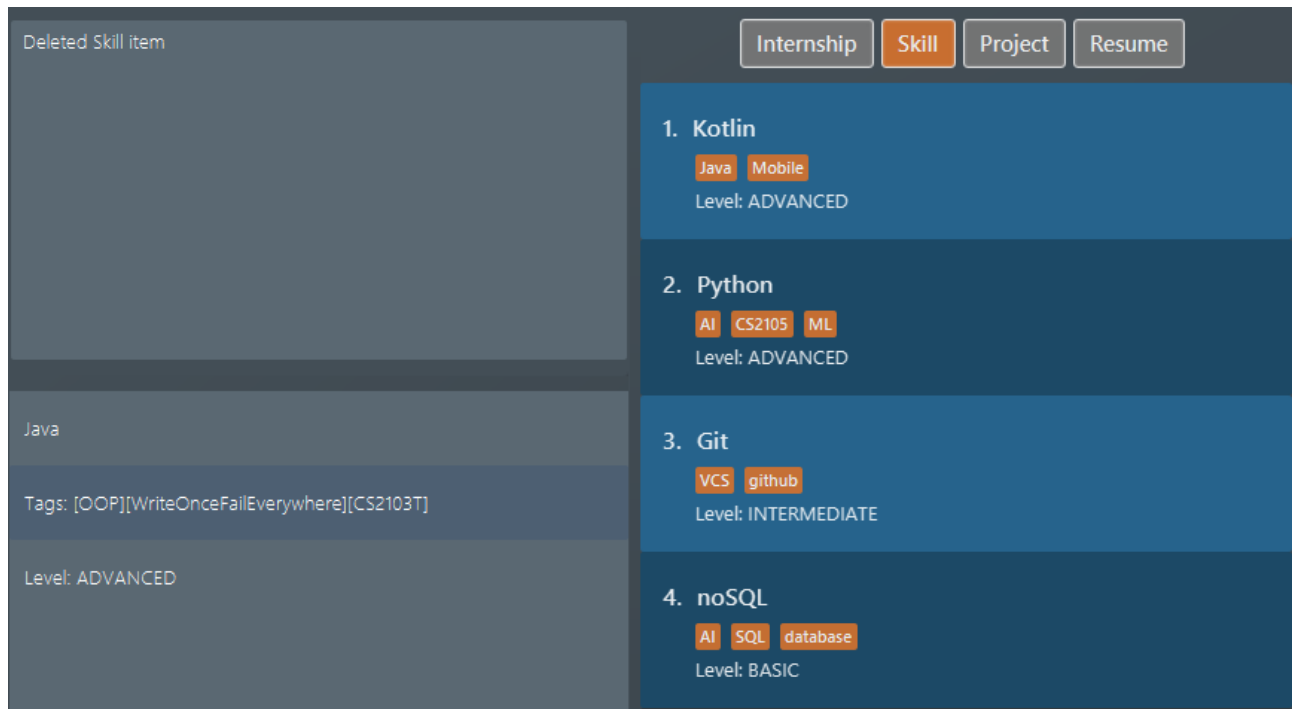 Deleted Skill item
Java
Tags: [OOP][WriteOnceFailEverywhere][CS2103T]
Level: ADVANCED
Internship Skill Project Resume
1. Kotlin
Java Mobile
Level: ADVANCED
2. Python
AI CS2105 ML
Level: ADVANCED
3. Git
VCS github
Level: INTERMEDIATE
4. noSQL
AI SQL database
Level: BASIC